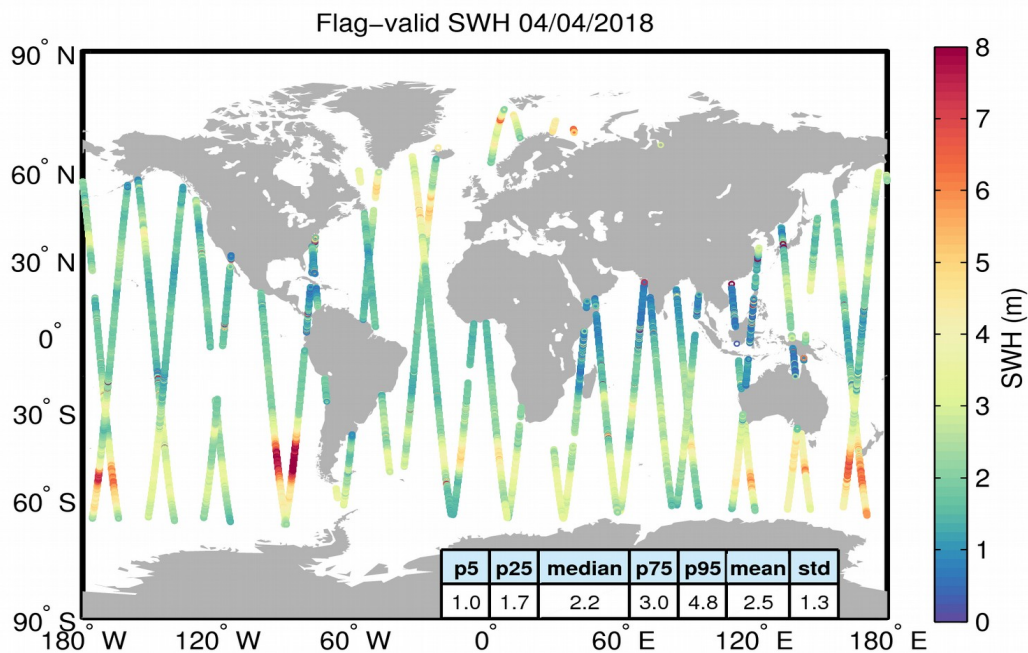 Flag−valid SWH 04/04/2018
90° N
60° N
30° N
0°
30° S
60° S
90° S
180° W
120° W
60° W
0°
60° E
120° E
180° E
p5 p25 median p75 p95 mean std
1.0 1.7 2.2 3.0 4.8 2.5 1.3
8
7
6
5
4
3
2
1
0
SWH (m)